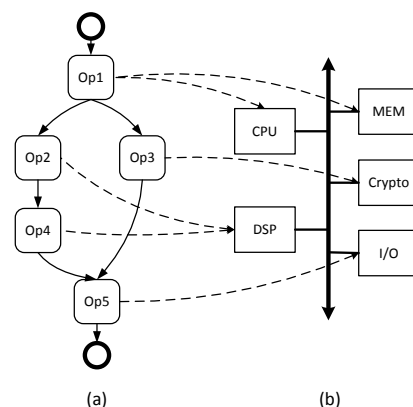 Op1
MEM
CPU
Op2
Op3
Crypto
Op4
DSP
I/O
Op5
(a)
(b)